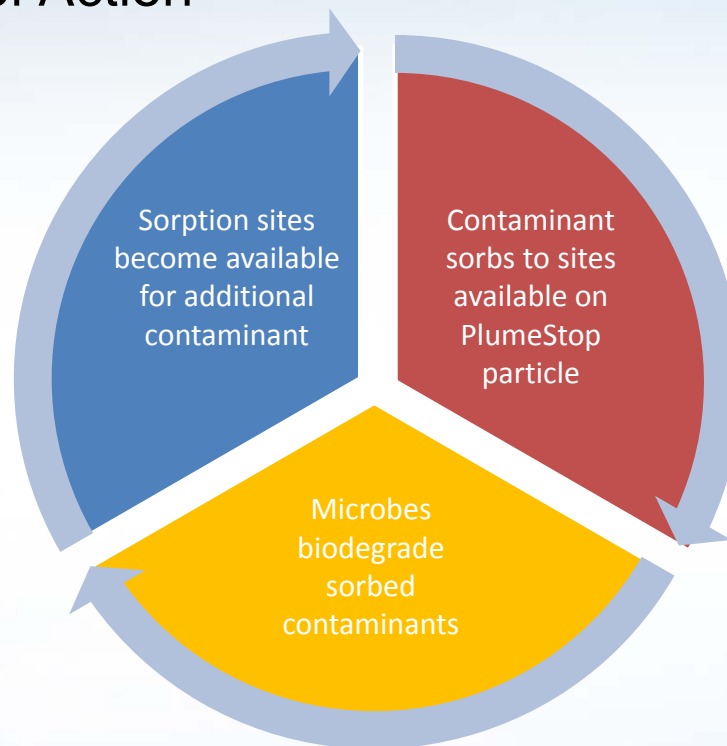 Action
Sorption sites
become available
for additional
contaminant
Contaminant
sorbs to sites
available on
PlumeStop
particle
Microbes
biodegrade
sorbed
contaminants